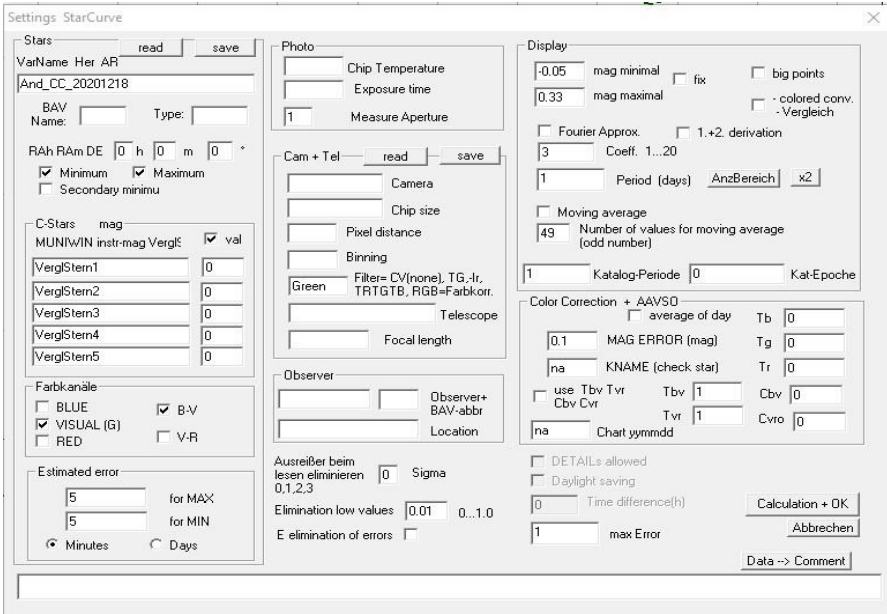 Settings StarCurve
Stars
read
save
VarName Her AR
And_CC_20201218
BAV Name:
Type:
RAh RAm DE 0 h 0 m 0 °
Minimum
Maximum
Secondary minimu
C-Stars mag
MUNIWIN instr-mag VerglS
val
VerglStern1 0
VerglStern2 0
VerglStern3 0
VerglStern4 0
VerglStern5 0
Farbkanäle
BLUE
B-V
VISUAL (G)
RED
V-R
Estimated error
5 for MAX
5 for MIN
Minutes
Days
Photo
Chip Temperature
Exposure time
1 Measure Aperture
Cam + Tel
read
save
Camera
Chip size
Pixel distance
Binning
Green
Filter= CV(none), TG,-Ir,
TRTGTB, RGB=Farbkorr.
Telescope
Focal length
Observer
Observer+
BAV-abbr
Location
Ausreißer beim
lesen eliminieren
0,1,2,3
0 Sigma
Elimination low values 0.01 0...1.0
E elimination of errors
Display
-0.05 mag minimal
0.33 mag maximal
fix
big points
- colored conv.
- Vergleich
Fourier Approx.
1.+2. derivation
3 Coeff. 1...20
1 Period (days)
AnzBereich
x2
Moving average
49 Number of values for moving average
(odd number)
1 Katalog-Periode 0 Kat-Epoche
Color Correction + AAVSO
average of day
Tb 0
0.1 MAG ERROR (mag)
Tg 0
na KNAME (check star)
Tr 0
use Tbv Tvr
Cbv Cvr
Tbv 1
Cbv 0
Tvr 1
Cvro 0
na Chart yymmdd
DETAILs allowed
Daylight saving
0 Time difference(h)
1 max Error
Calculation + OK
Abbrechen
Data --> Comment